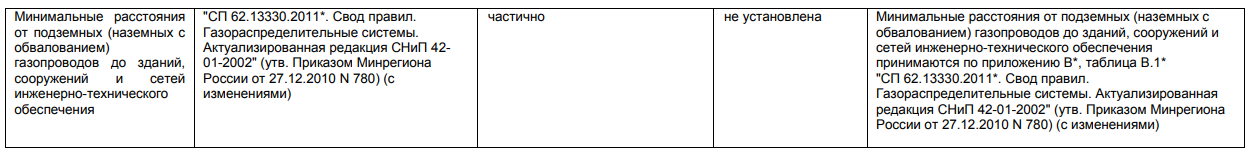 Минимальные расстояния
от подземных (наземных с
обвалованием)
газопроводов до зданий,
сооружений и сетей
инженерно-технического
обеспечения
"СП 62.13330.2011*. Свод правил.
Газораспределительные системы.
Актуализированная редакция СНиП 42-
01-2002" (утв. Приказом Минрегиона
России от 27.12.2010 N 780) (с
изменениями)
частично
не установлена
Минимальные расстояния от подземных (наземных с
обвалованием) газопроводов до зданий, сооружений и
сетей инженерно-технического обеспечения
принимаются по приложению В*, таблица В.1*
"СП 62.13330.2011*. Свод правил.
Газораспределительные системы. Актуализированная
редакция СНиП 42-01-2002" (утв. Приказом Минрегиона
России от 27.12.2010 N 780) (с изменениями)